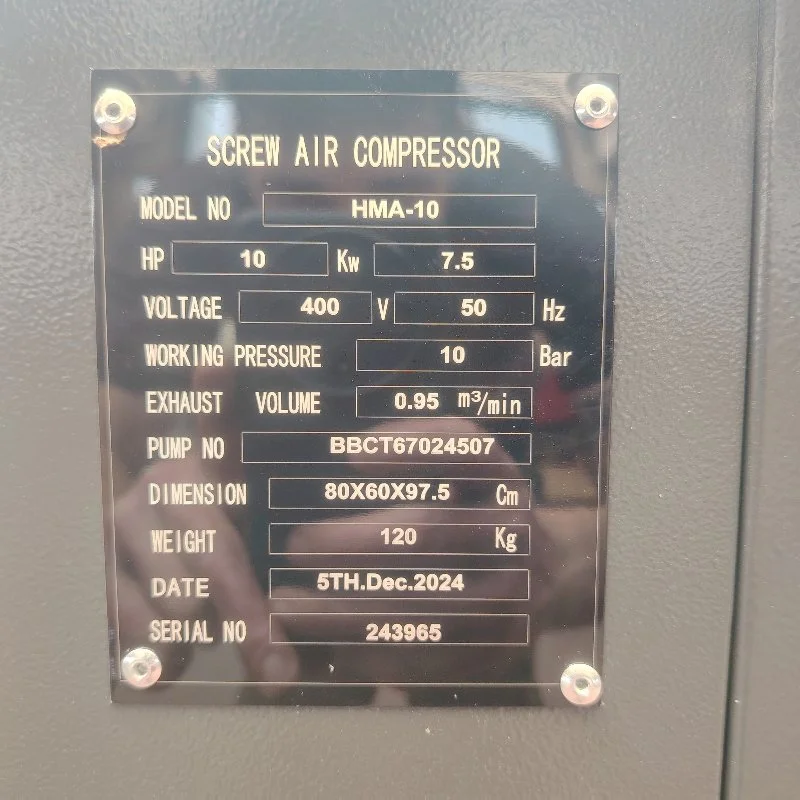 SCREW AIR COMPRESSOR
MODEL NO HMA-10
HP 10 Kw 7.5
VOLTAGE 400 V 50 Hz
WORKING PRESSURE 10 Bar
EXHAUST VOLUME 0.95 m³/min
PUMP NO BBCT67024507
DIMENSION 80X60X97.5 Cm
WEIGHT 120 Kg
DATE 5TH.Dec.2024
SERIAL NO 243965